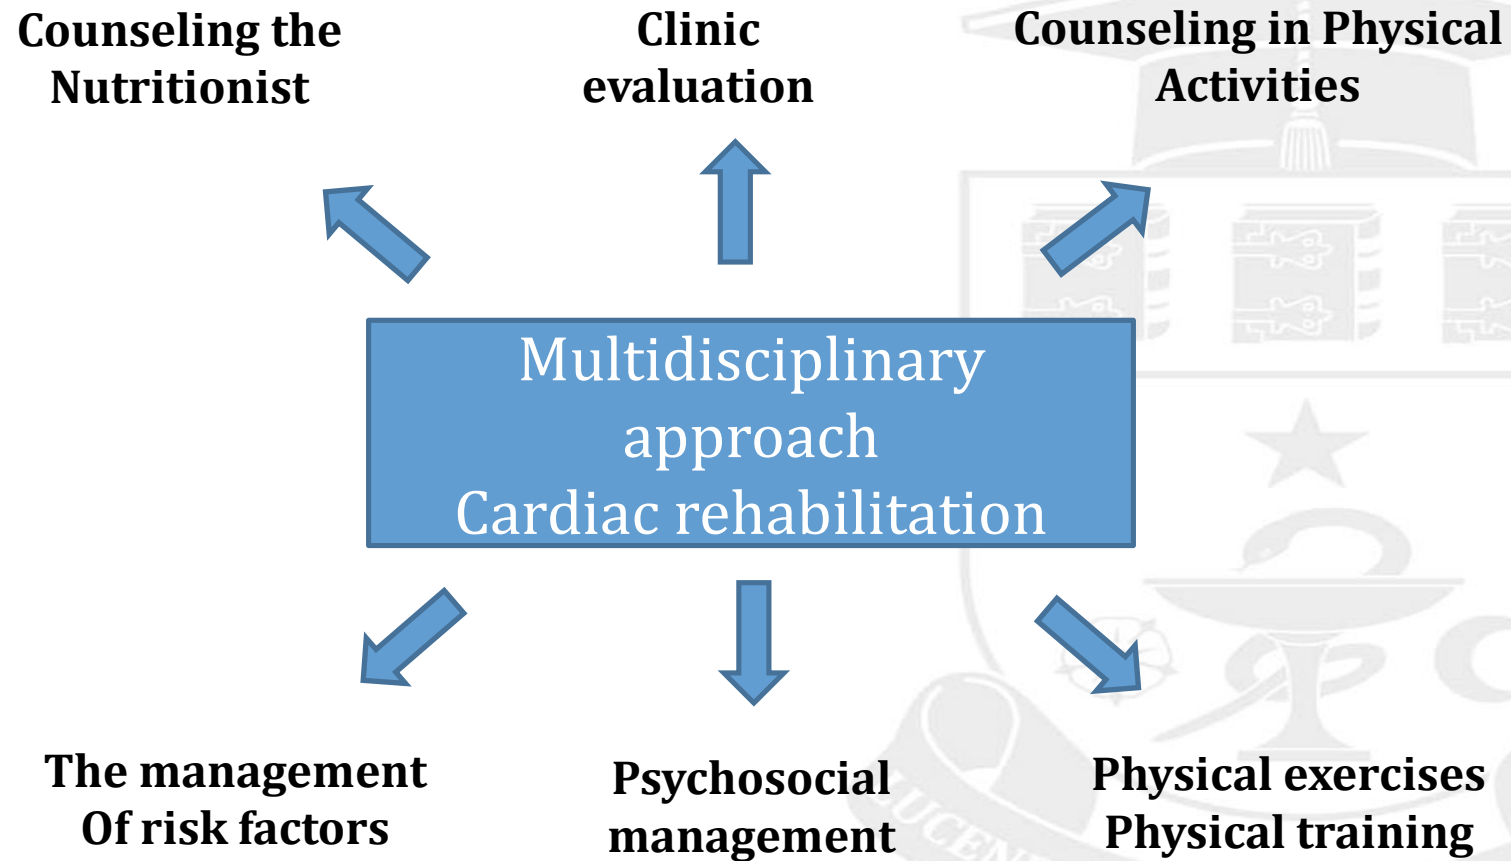 Counseling the
Nutritionist
Clinic
evaluation
Counseling in Physical
Activities
Multidisciplinary
approach
Cardiac rehabilitation
The management
Of risk factors
Psychosocial
management
Physical exercises
Physical training
LUCEN